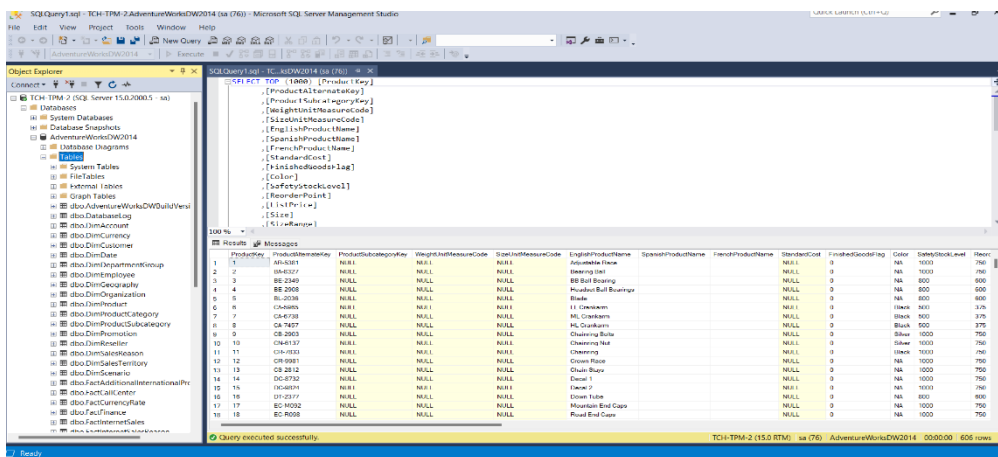 SQLQuery1.sql - TCH-TPM-2.AdventureWorksDW2014 (sa (76)) - Microsoft SQL Server Management Studio
Quick Launch (Ctrl+Q)
File Edit View Project Tools Window Help
New Query
AdventureWorksDW2014 Execute
Object Explorer
SQLQuery1.sql - TC...ksDW2014 (sa (76))
Connect
TCH-TPM-2 (SQL Server 15.0.2000.5 - sa)
Databases
System Databases
Database Snapshots
AdventureWorksDW2014
Database Diagrams
Tables
System Tables
FileTables
External Tables
Graph Tables
dbo.AdventureWorksDWBuildVersi
dbo.DatabaseLog
dbo.DimAccount
dbo.DimCurrency
dbo.DimCustomer
dbo.DimDate
dbo.DimDepartmentGroup
dbo.DimEmployee
dbo.DimGeography
dbo.DimOrganization
dbo.DimProduct
dbo.DimProductCategory
dbo.DimProductSubcategory
dbo.DimPromotion
dbo.DimReseller
dbo.DimSalesReason
dbo.DimSalesTerritory
dbo.DimScenario
dbo.FactAdditionalInternationalPro
dbo.FactCallCenter
dbo.FactCurrencyRate
dbo.FactFinance
dbo.FactInternetSales
dbo.FactInternetSalesReason
SELECT TOP (1000) [ProductKey]
,[ProductAlternateKey]
,[ProductSubcategoryKey]
,[WeightUnitMeasureCode]
,[SizeUnitMeasureCode]
,[EnglishProductName]
,[SpanishProductName]
,[FrenchProductName]
,[StandardCost]
,[FinishedGoodsFlag]
,[Color]
,[SafetyStockLevel]
,[ReorderPoint]
,[ListPrice]
,[Size]
,[SizeRange]
100 %
Results Messages
ProductKey ProductAlternateKey ProductSubcategoryKey WeightUnitMeasureCode SizeUnitMeasureCode EnglishProductName SpanishProductName FrenchProductName StandardCost FinishedGoodsFlag Color SafetyStockLevel Reorc
1 1 AR-5381 NULL NULL NULL Adjustable Race NULL 0 NA 1000 750
2 2 BA-8327 NULL NULL NULL Bearing Ball NULL 0 NA 1000 750
3 3 BE-2349 NULL NULL NULL BB Ball Bearing NULL 0 NA 800 600
4 4 BE-2908 NULL NULL NULL Headset Ball Bearings NULL 0 NA 800 600
5 5 BL-2036 NULL NULL NULL Blade NULL 0 NA 800 600
6 6 CA-5965 NULL NULL NULL LL Crankarm NULL 0 Black 500 375
7 7 CA-6738 NULL NULL NULL ML Crankarm NULL 0 Black 500 375
8 8 CA-7457 NULL NULL NULL HL Crankarm NULL 0 Black 500 375
9 9 CB-2903 NULL NULL NULL Chainring Bolts NULL 0 Silver 1000 750
10 10 CN-6137 NULL NULL NULL Chainring Nut NULL 0 Silver 1000 750
11 11 CR-7833 NULL NULL NULL Chainring NULL 0 Black 1000 750
12 12 CR-9981 NULL NULL NULL Crown Race NULL 0 NA 1000 750
13 13 CS-2812 NULL NULL NULL Chain Stays NULL 0 NA 1000 750
14 14 DC-8732 NULL NULL NULL Decal 1 NULL 0 NA 1000 750
15 15 DC-9824 NULL NULL NULL Decal 2 NULL 0 NA 1000 750
16 16 DT-2377 NULL NULL NULL Down Tube NULL 0 NA 800 600
17 17 EC-M092 NULL NULL NULL Mountain End Caps NULL 0 NA 1000 750
18 18 EC-R098 NULL NULL NULL Road End Caps NULL 0 NA 1000 750
Query executed successfully. TCH-TPM-2 (15.0 RTM) sa (76) AdventureWorksDW2014 00:00:00 606 rows
Ready